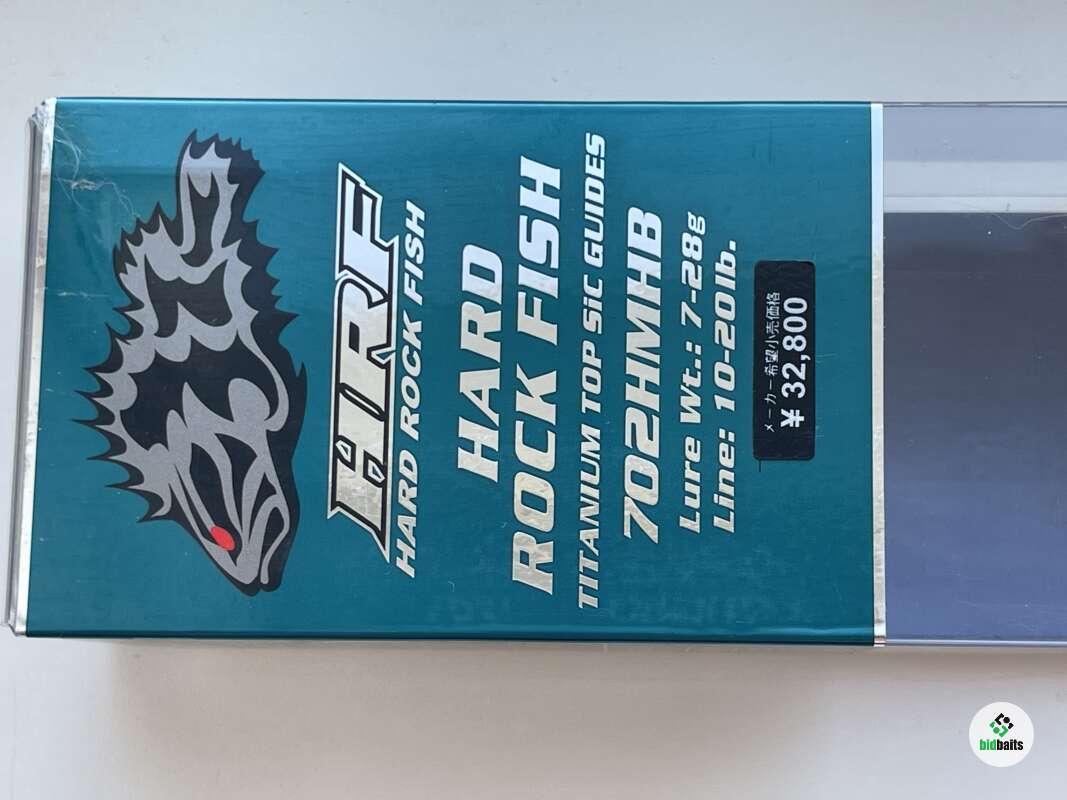 HRF
HARD ROCK FISH
HARD
ROCK FISH
TITANIUM TOP SiC GUIDES
702HMHB
Lure Wt.: 7-28g
Line: 10-20lb.
メーカー希望小売価格
¥ 32,800
bidbaits